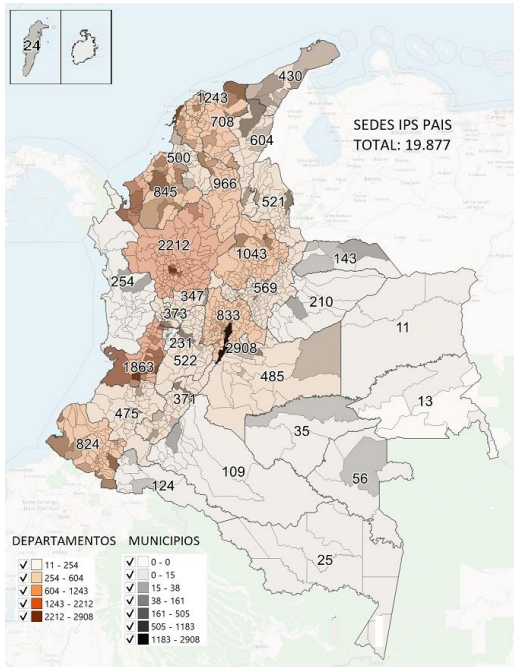 24
430
1243
708
604
SEDES IPS PAIS
TOTAL: 19.877
500
845
966
521
2212
1043
143
254
347
569
210
373
833
11
231
2908
1863
522
485
13
371
475
35
824
109
56
124
25
DEPARTAMENTOS
✓ 11 - 254
✓ 254 - 604
✓ 604 - 1243
✓ 1243 - 2212
✓ 2212 - 2908
MUNICIPIOS
✓ 0 - 0
✓ 0 - 15
✓ 15 - 38
✓ 38 - 161
✓ 161 - 505
✓ 505 - 1183
✓ 1183 - 2908